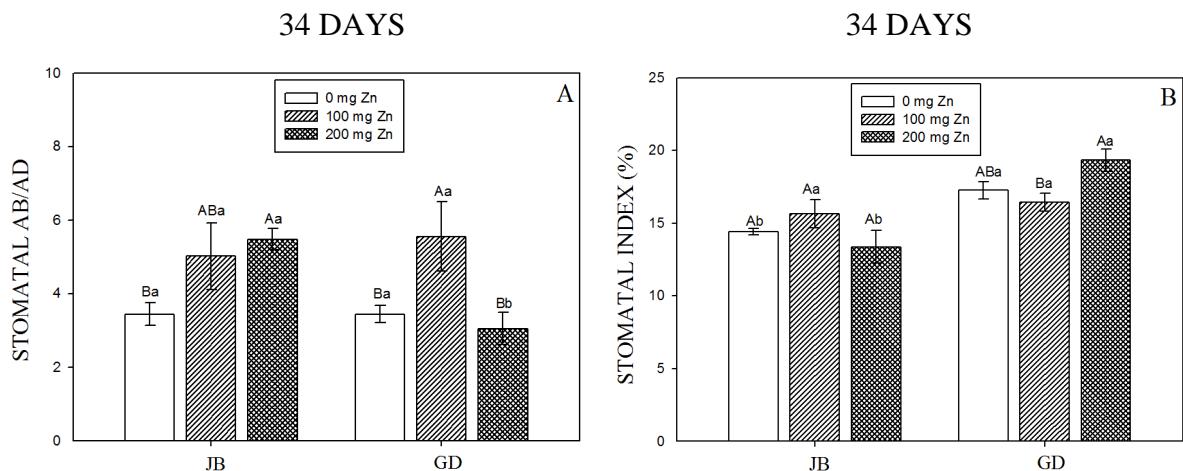 34 DAYS
STOMATAL AB/AD
10
8
6
4
2
0
0 mg Zn
100 mg Zn
200 mg Zn
A
Ba
ABa
Aa
Ba
Aa
Bb
JB
GD
34 DAYS
STOMATAL INDEX (%)
25
20
15
10
5
0
0 mg Zn
100 mg Zn
200 mg Zn
B
Ab
Aa
Ab
ABa
Ba
Aa
JB
GD